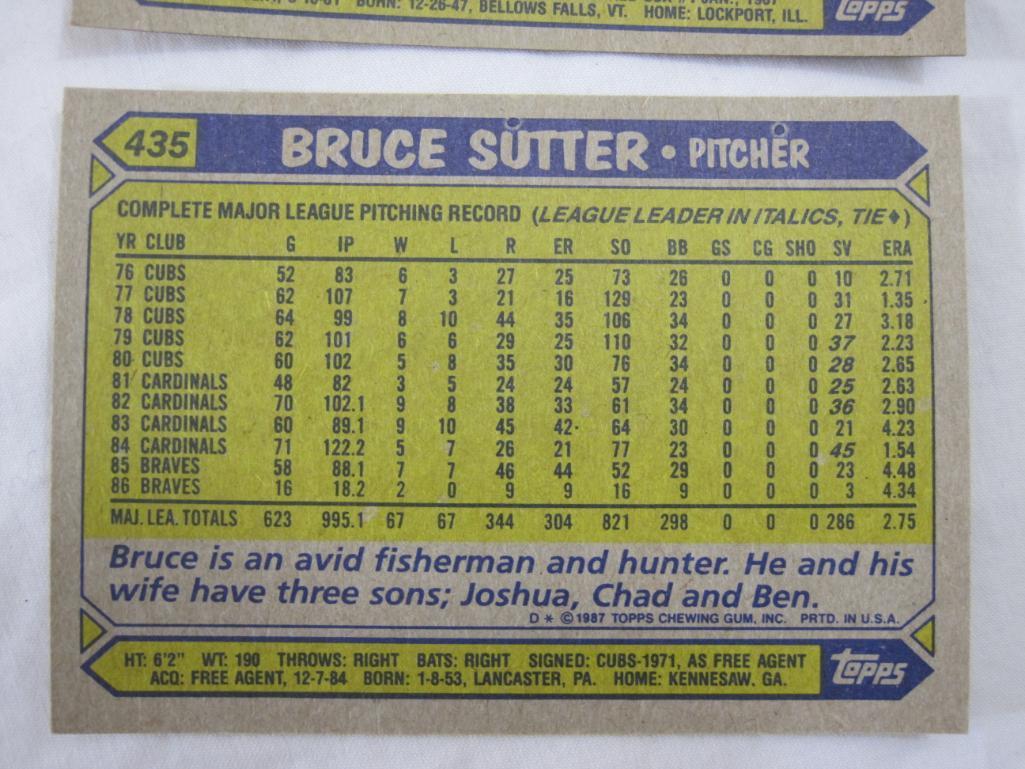 BORN: 12-26-47, BELLOWS FALLS, VT. HOME: LOCKPORT, ILL.
topps
435
BRUCE SUTTER • PITCHER
COMPLETE MAJOR LEAGUE PITCHING RECORD (LEAGUE LEADER IN ITALICS, TIE♦)
YR CLUB G IP W L R ER SO BB GS CG SHO SV ERA
76 CUBS 52 83 6 3 27 25 73 26 0 0 0 10 2.71
77 CUBS 62 107 7 3 21 16 129 23 0 0 0 31 1.35
78 CUBS 64 99 8 10 44 35 106 34 0 0 0 27 3.18
79 CUBS 62 101 6 6 29 25 110 32 0 0 0 37 2.23
80 CUBS 60 102 5 8 35 30 76 34 0 0 0 28 2.65
81 CARDINALS 48 82 3 5 24 24 57 24 0 0 0 25 2.63
82 CARDINALS 70 102.1 9 8 38 33 61 34 0 0 0 36 2.90
83 CARDINALS 60 89.1 9 10 45 42 64 30 0 0 0 21 4.23
84 CARDINALS 71 122.2 5 7 26 21 77 23 0 0 0 45 1.54
85 BRAVES 58 88.1 7 7 46 44 52 29 0 0 0 23 4.48
86 BRAVES 16 18.2 2 0 9 9 16 9 0 0 0 3 4.34
MAJ. LEA. TOTALS 623 995.1 67 67 344 304 821 298 0 0 0 286 2.75
Bruce is an avid fisherman and hunter. He and his
wife have three sons; Joshua, Chad and Ben.
D * © 1987 TOPPS CHEWING GUM, INC. PRTD. IN U.S.A.
HT: 6'2" WT: 190 THROWS: RIGHT BATS: RIGHT SIGNED: CUBS-1971, AS FREE AGENT
ACQ: FREE AGENT, 12-7-84 BORN: 1-8-53, LANCASTER, PA. HOME: KENNESAW, GA.
topps